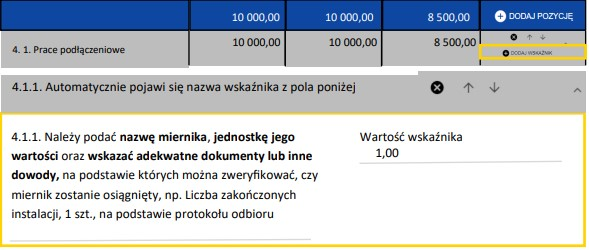 10 000,00 10 000,00 8 500,00 DODAJ POZYCJĘ
4. 1. Prace podłączeniowe 10 000,00 10 000,00 8 500,00
DODAJ WSKAŹNIK
4.1.1. Automatycznie pojawi się nazwa wskaźnika z pola poniżej
4.1.1. Należy podać nazwę miernika, jednostkę jego
wartości oraz wskazać adekwatne dokumenty lub inne
dowody, na podstawie których można zweryfikować, czy
miernik zostanie osiągnięty, np. Liczba zakończonych
instalacji, 1 szt., na podstawie protokołu odbioru
Wartość wskaźnika
1,00